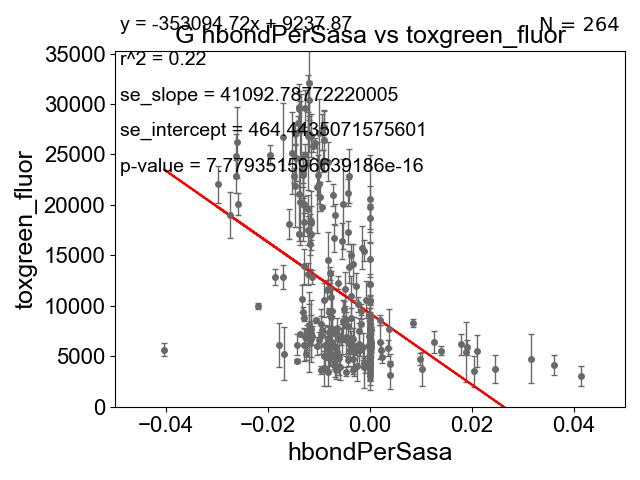 y = -353094.72x + 9237.87
N = 264
G hbondPerSasa vs toxgreen_fluor
r^2 = 0.22
se_slope = 41092.78772220005
se_intercept = 464.4435071575601
p-value = 7.779351596639186e-16
toxgreen_fluor
35000
30000
25000
20000
15000
10000
5000
0
−0.04
−0.02
0.00
0.02
0.04
hbondPerSasa